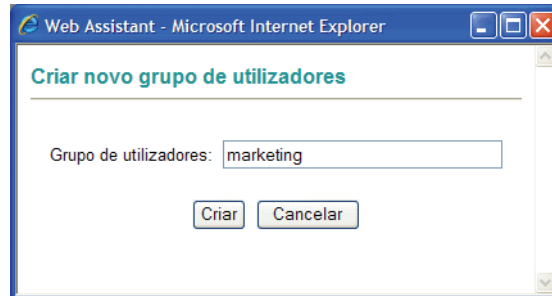 Web Assistant - Microsoft Internet Explorer
Criar novo grupo de utilizadores
Grupo de utilizadores: marketing
Criar Cancelar